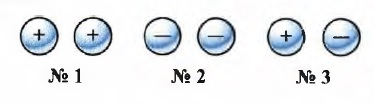 + + − − + −
№ 1 № 2 № 3